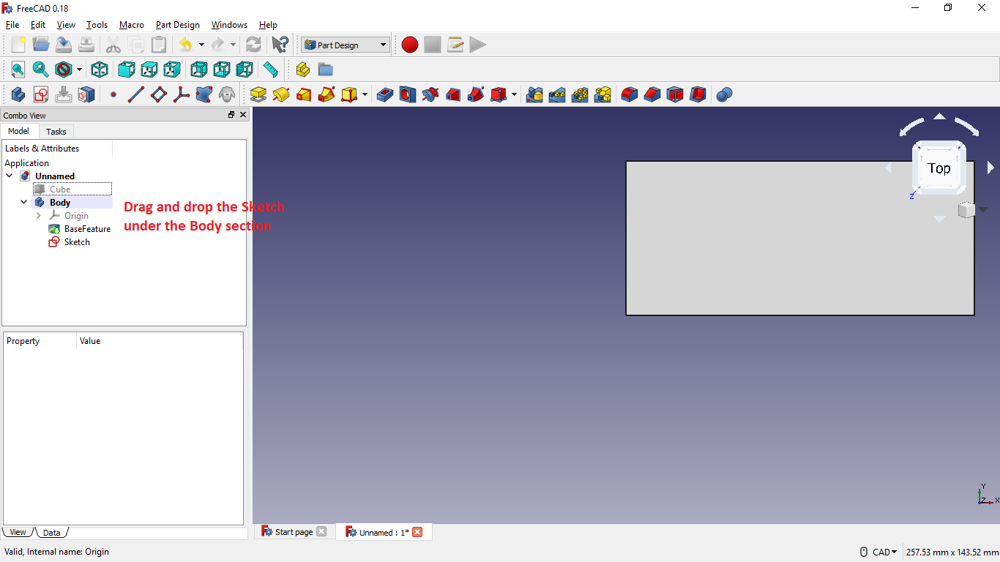 FreeCAD 0.18
File Edit View Tools Macro Part Design Windows Help
Part Design
Combo View
Model Tasks
Labels & Attributes
Application
Unnamed
Cube
Body
Origin
BaseFeature
Sketch
Drag and drop the Sketch
under the Body section
Top
Z
Property Value
Y
Z X
View Data
Start page Unnamed : 1*
Valid, Internal name: Origin CAD 257.53 mm x 143.52 mm